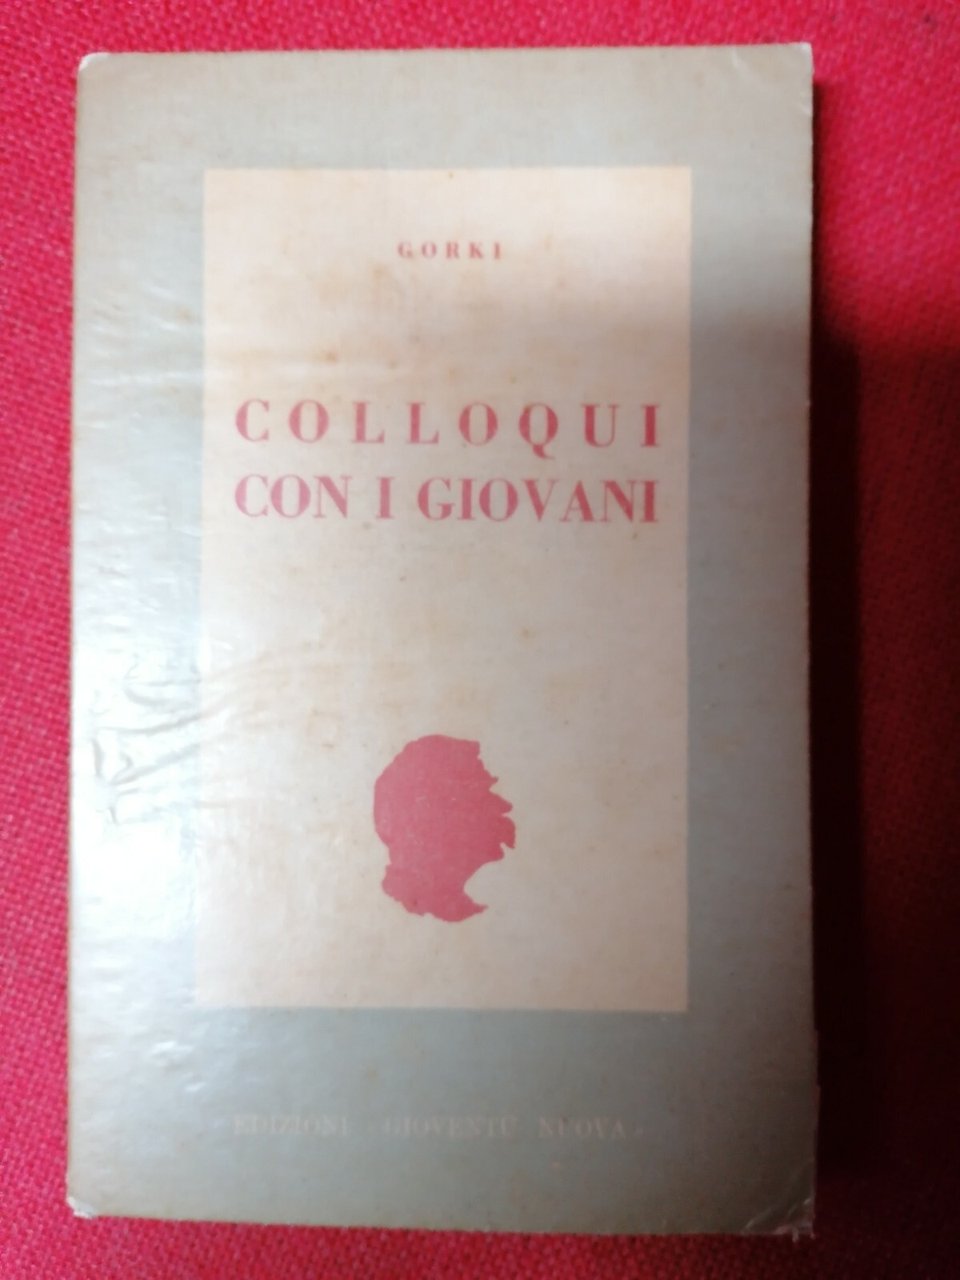 GORKI
COLLOQUI
CON I GIOVANI
EDIZIONI «GIOVENTÙ NUOVA»